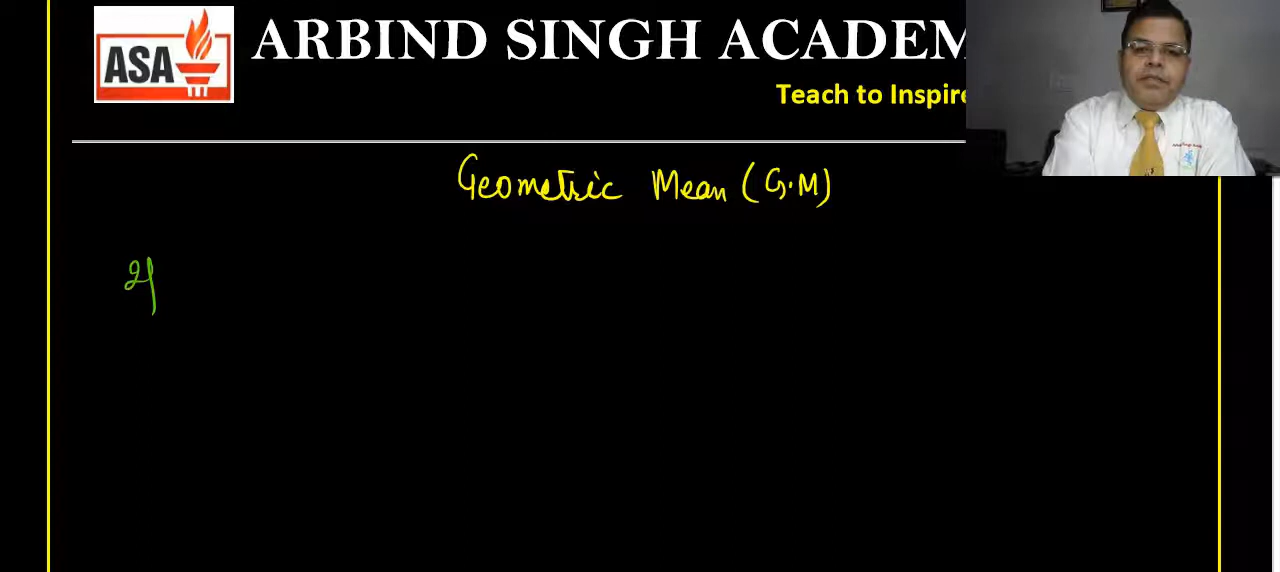 ASA
ARBIND SINGH ACADEM
Teach to Inspire
Geometric Mean (G.M)